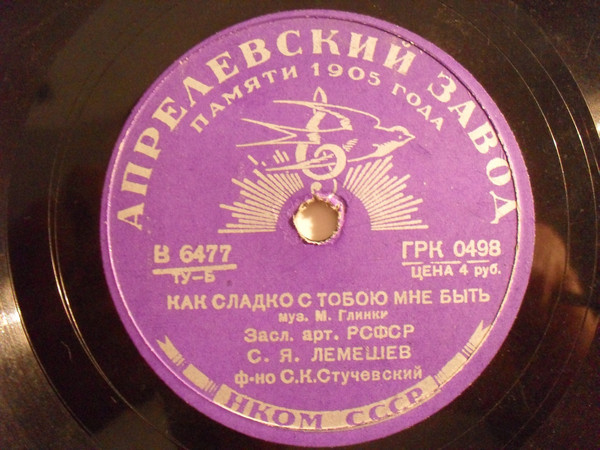 АПРЕЛЕВСКИЙ ЗАВОД
ПАМЯТИ 1905 ГОДА
В 6477
ТУ-Б
ГРК 0498
ЦЕНА 4 руб.
КАК СЛАДКО С ТОБОЮ МНЕ БЫТЬ
муз. М. Глинки
Засл. арт. РСФСР
С. Я. ЛЕМЕШЕВ
ф-но С.К.Стучевский
НКОМ СССР